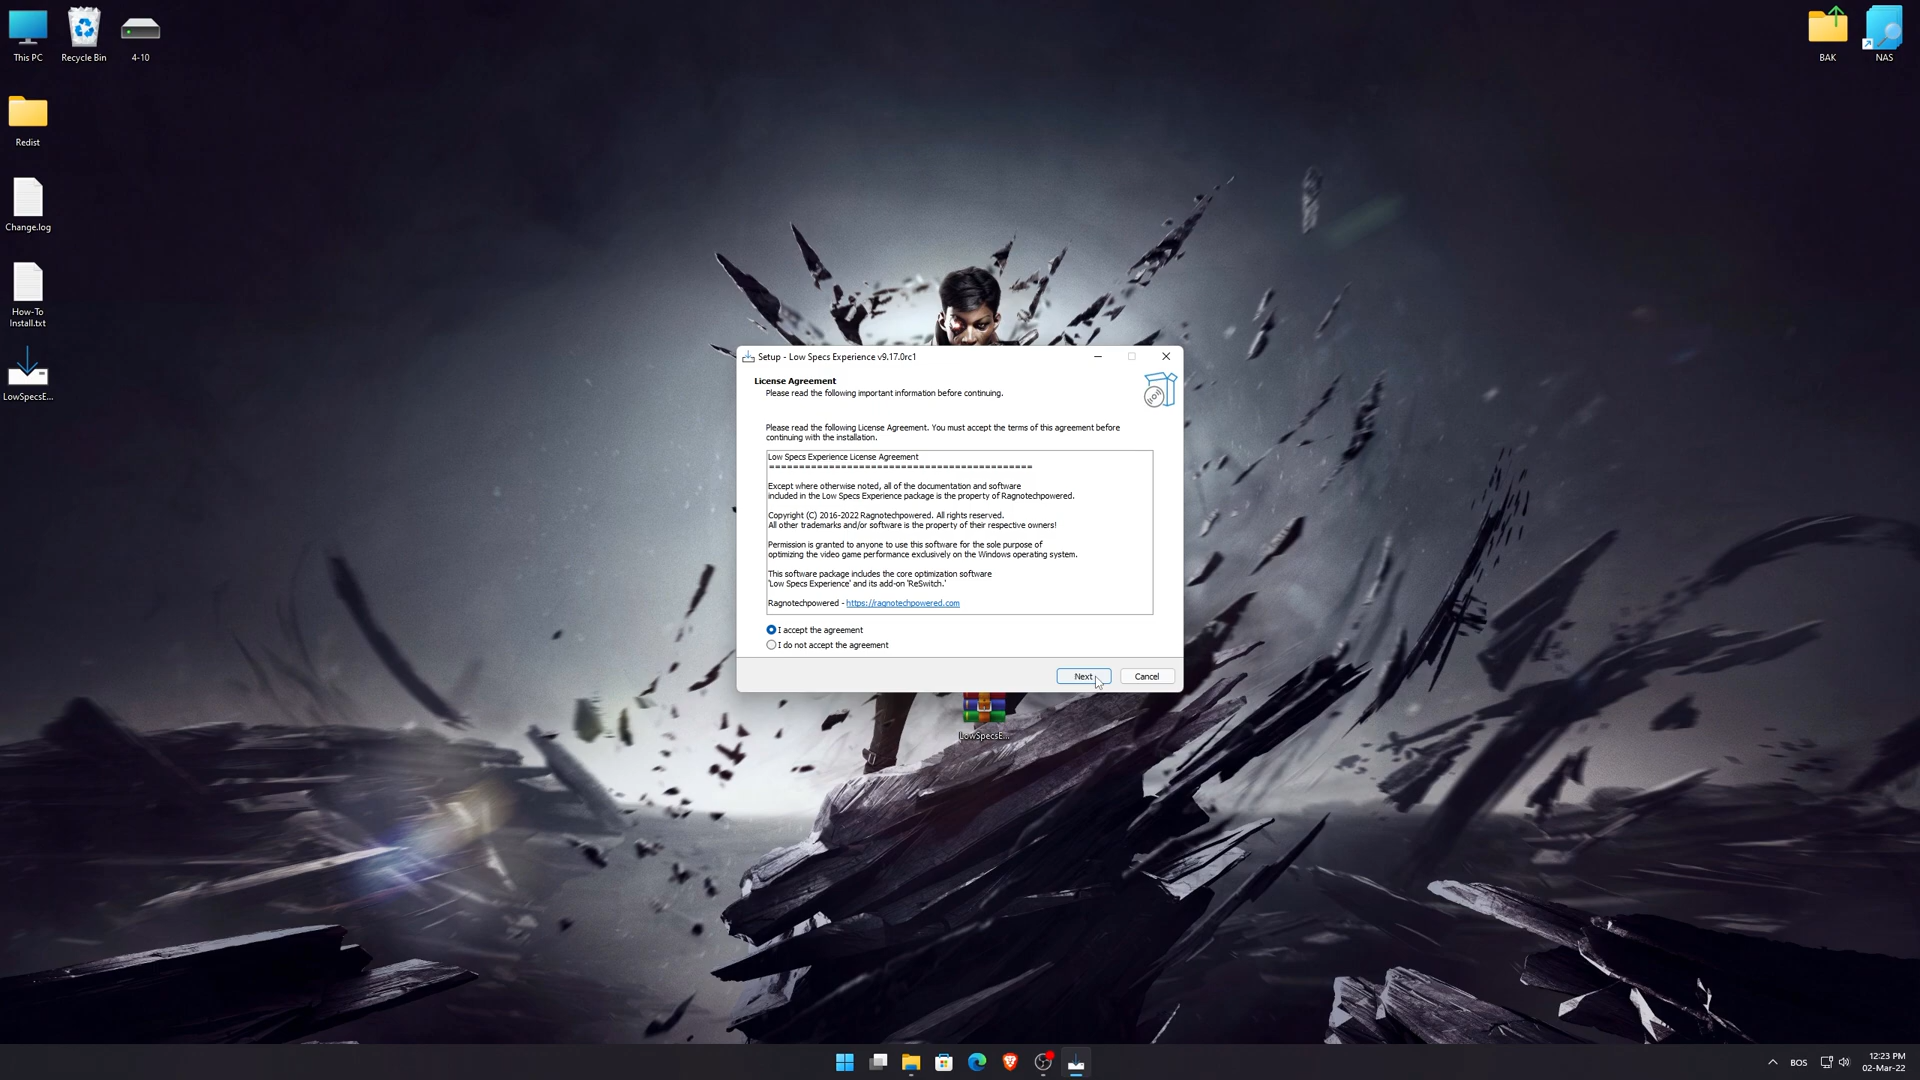 This PC
Recycle Bin
4-10
BAK
NAS
Redist
Change.log
How-To
Install.txt
LowSpecsE...
Setup - Low Specs Experience v9.17.0rc1
License Agreement
Please read the following important information before continuing.
Please read the following License Agreement. You must accept the terms of this agreement before
continuing with the installation.
Low Specs Experience License Agreement
============================================
Except where otherwise noted, all of the documentation and software
included in the Low Specs Experience package is the property of Ragnotechpowered.
Copyright (C) 2016-2022 Ragnotechpowered. All rights reserved.
All other trademarks and/or software is the property of their respective owners!
Permission is granted to anyone to use this software for the sole purpose of
optimizing the video game performance exclusively on the Windows operating system.
This software package includes the core optimization software
'Low Specs Experience' and its add-on 'ReSwitch.'
Ragnotechpowered - https://ragnotechpowered.com
I accept the agreement
I do not accept the agreement
Next
Cancel
LowSpecsE...
BOS
12:23 PM
02-Mar-22